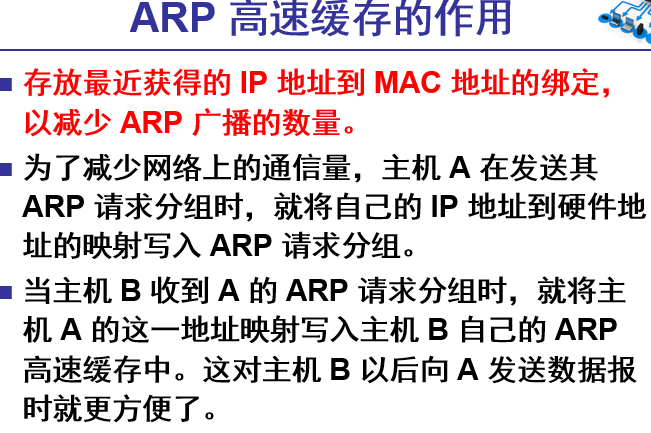 ARP 高速缓存的作用
存放最近获得的 IP 地址到 MAC 地址的绑定，
以减少 ARP 广播的数量。
为了减少网络上的通信量，主机 A 在发送其
ARP 请求分组时，就将自己的 IP 地址到硬件地
址的映射写入 ARP 请求分组。
当主机 B 收到 A 的 ARP 请求分组时，就将主
机 A 的这一地址映射写入主机 B 自己的 ARP
高速缓存中。这对主机 B 以后向 A 发送数据报
时就更方便了。